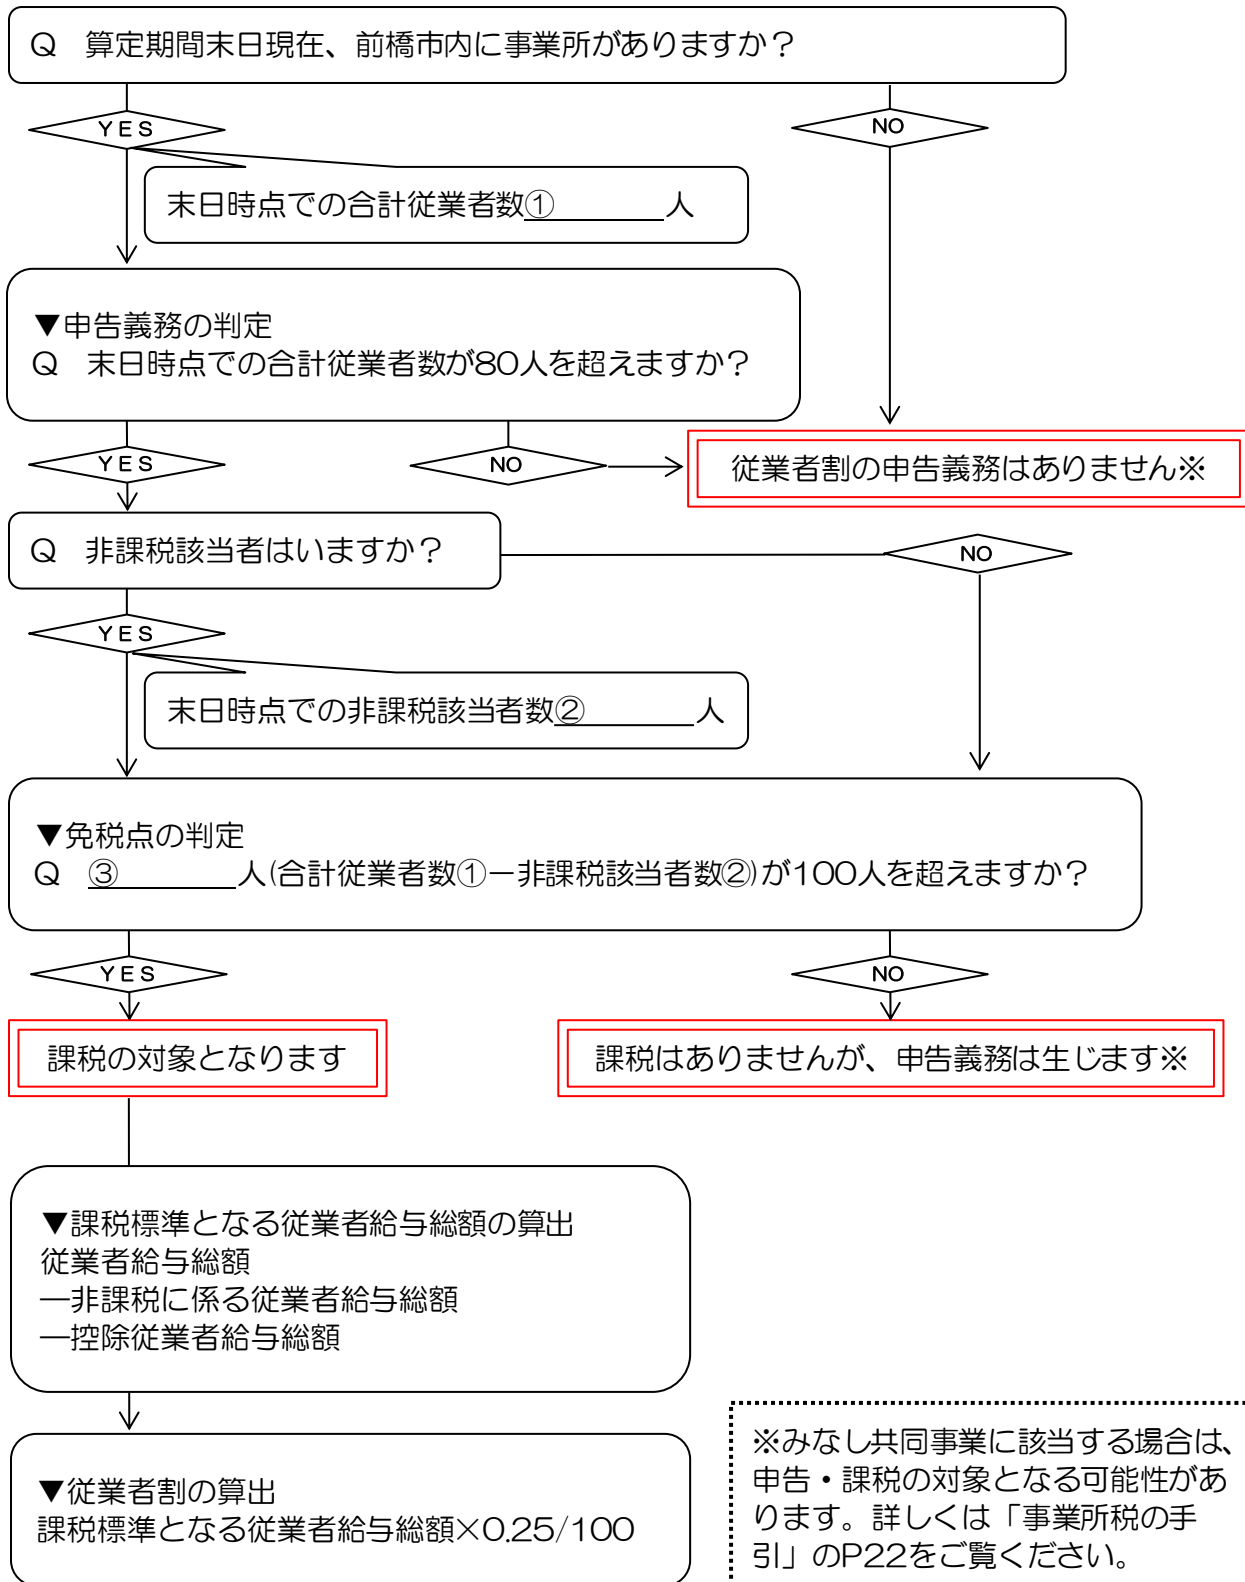 Q 算定期間末日現在、前橋市内に事業所がありますか？
YES
NO
末日時点での合計従業者数①　　　人
▼申告義務の判定
Q 末日時点での合計従業者数が80人を超えますか？
YES
NO
従業者割の申告義務はありません※
Q 非課税該当者はいますか？
NO
YES
末日時点での非課税該当者数②　　　人
▼免税点の判定
Q ③　　　人(合計従業者数①－非課税該当者数②)が100人を超えますか？
YES
NO
課税の対象となります
課税はありませんが、申告義務は生じます※
▼課税標準となる従業者給与総額の算出
従業者給与総額
―非課税に係る従業者給与総額
―控除従業者給与総額
▼従業者割の算出
課税標準となる従業者給与総額×0.25/100
※みなし共同事業に該当する場合は、
申告・課税の対象となる可能性があ
ります。詳しくは「事業所税の手
引」のP22をご覧ください。